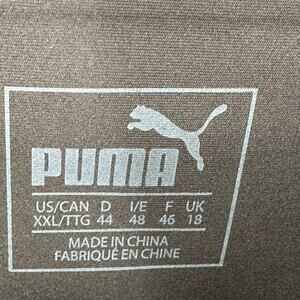 PUMA
US/CAN D I/E F UK
XXL/TTG 44 48 46 18
MADE IN CHINA
FABRIQUÉ EN CHINE